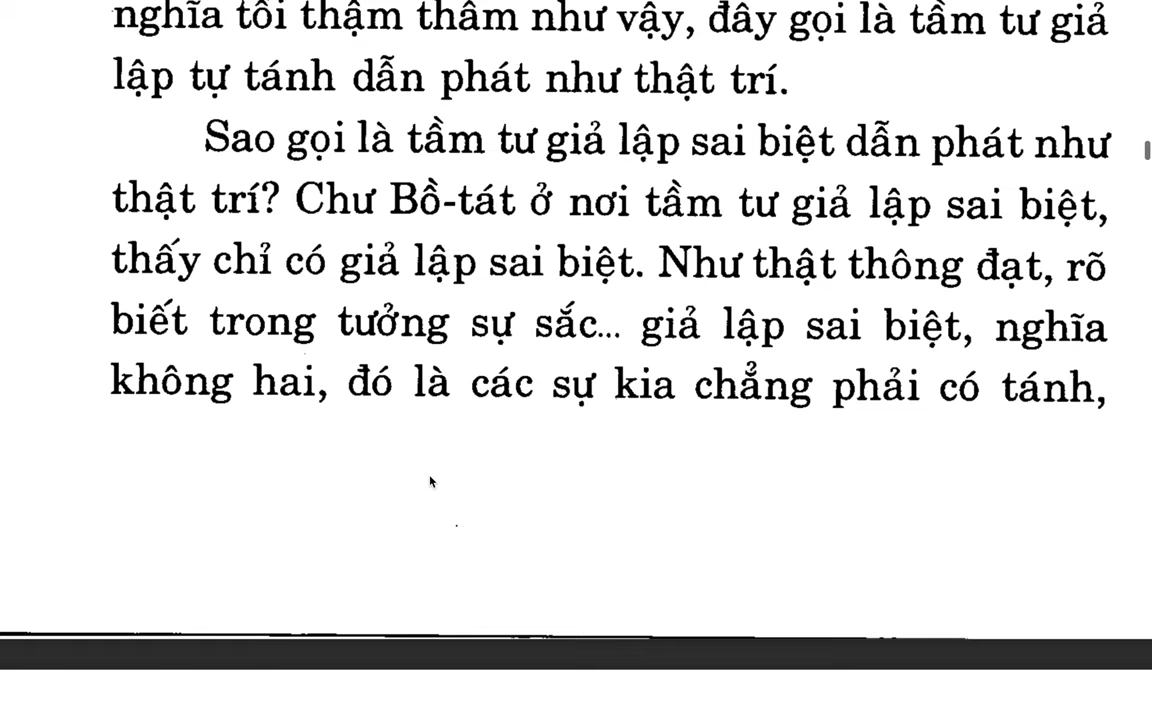 nghĩa tối thậm thâm như vậy, đây gọi là tầm tư giả
lập tự tánh dẫn phát như thật trí.
Sao gọi là tầm tư giả lập sai biệt dẫn phát như
thật trí? Chư Bồ-tát ở nơi tầm tư giả lập sai biệt,
thấy chỉ có giả lập sai biệt. Như thật thông đạt, rõ
biết trong tưởng sự sắc... giả lập sai biệt, nghĩa
không hai, đó là các sự kia chẳng phải có tánh,